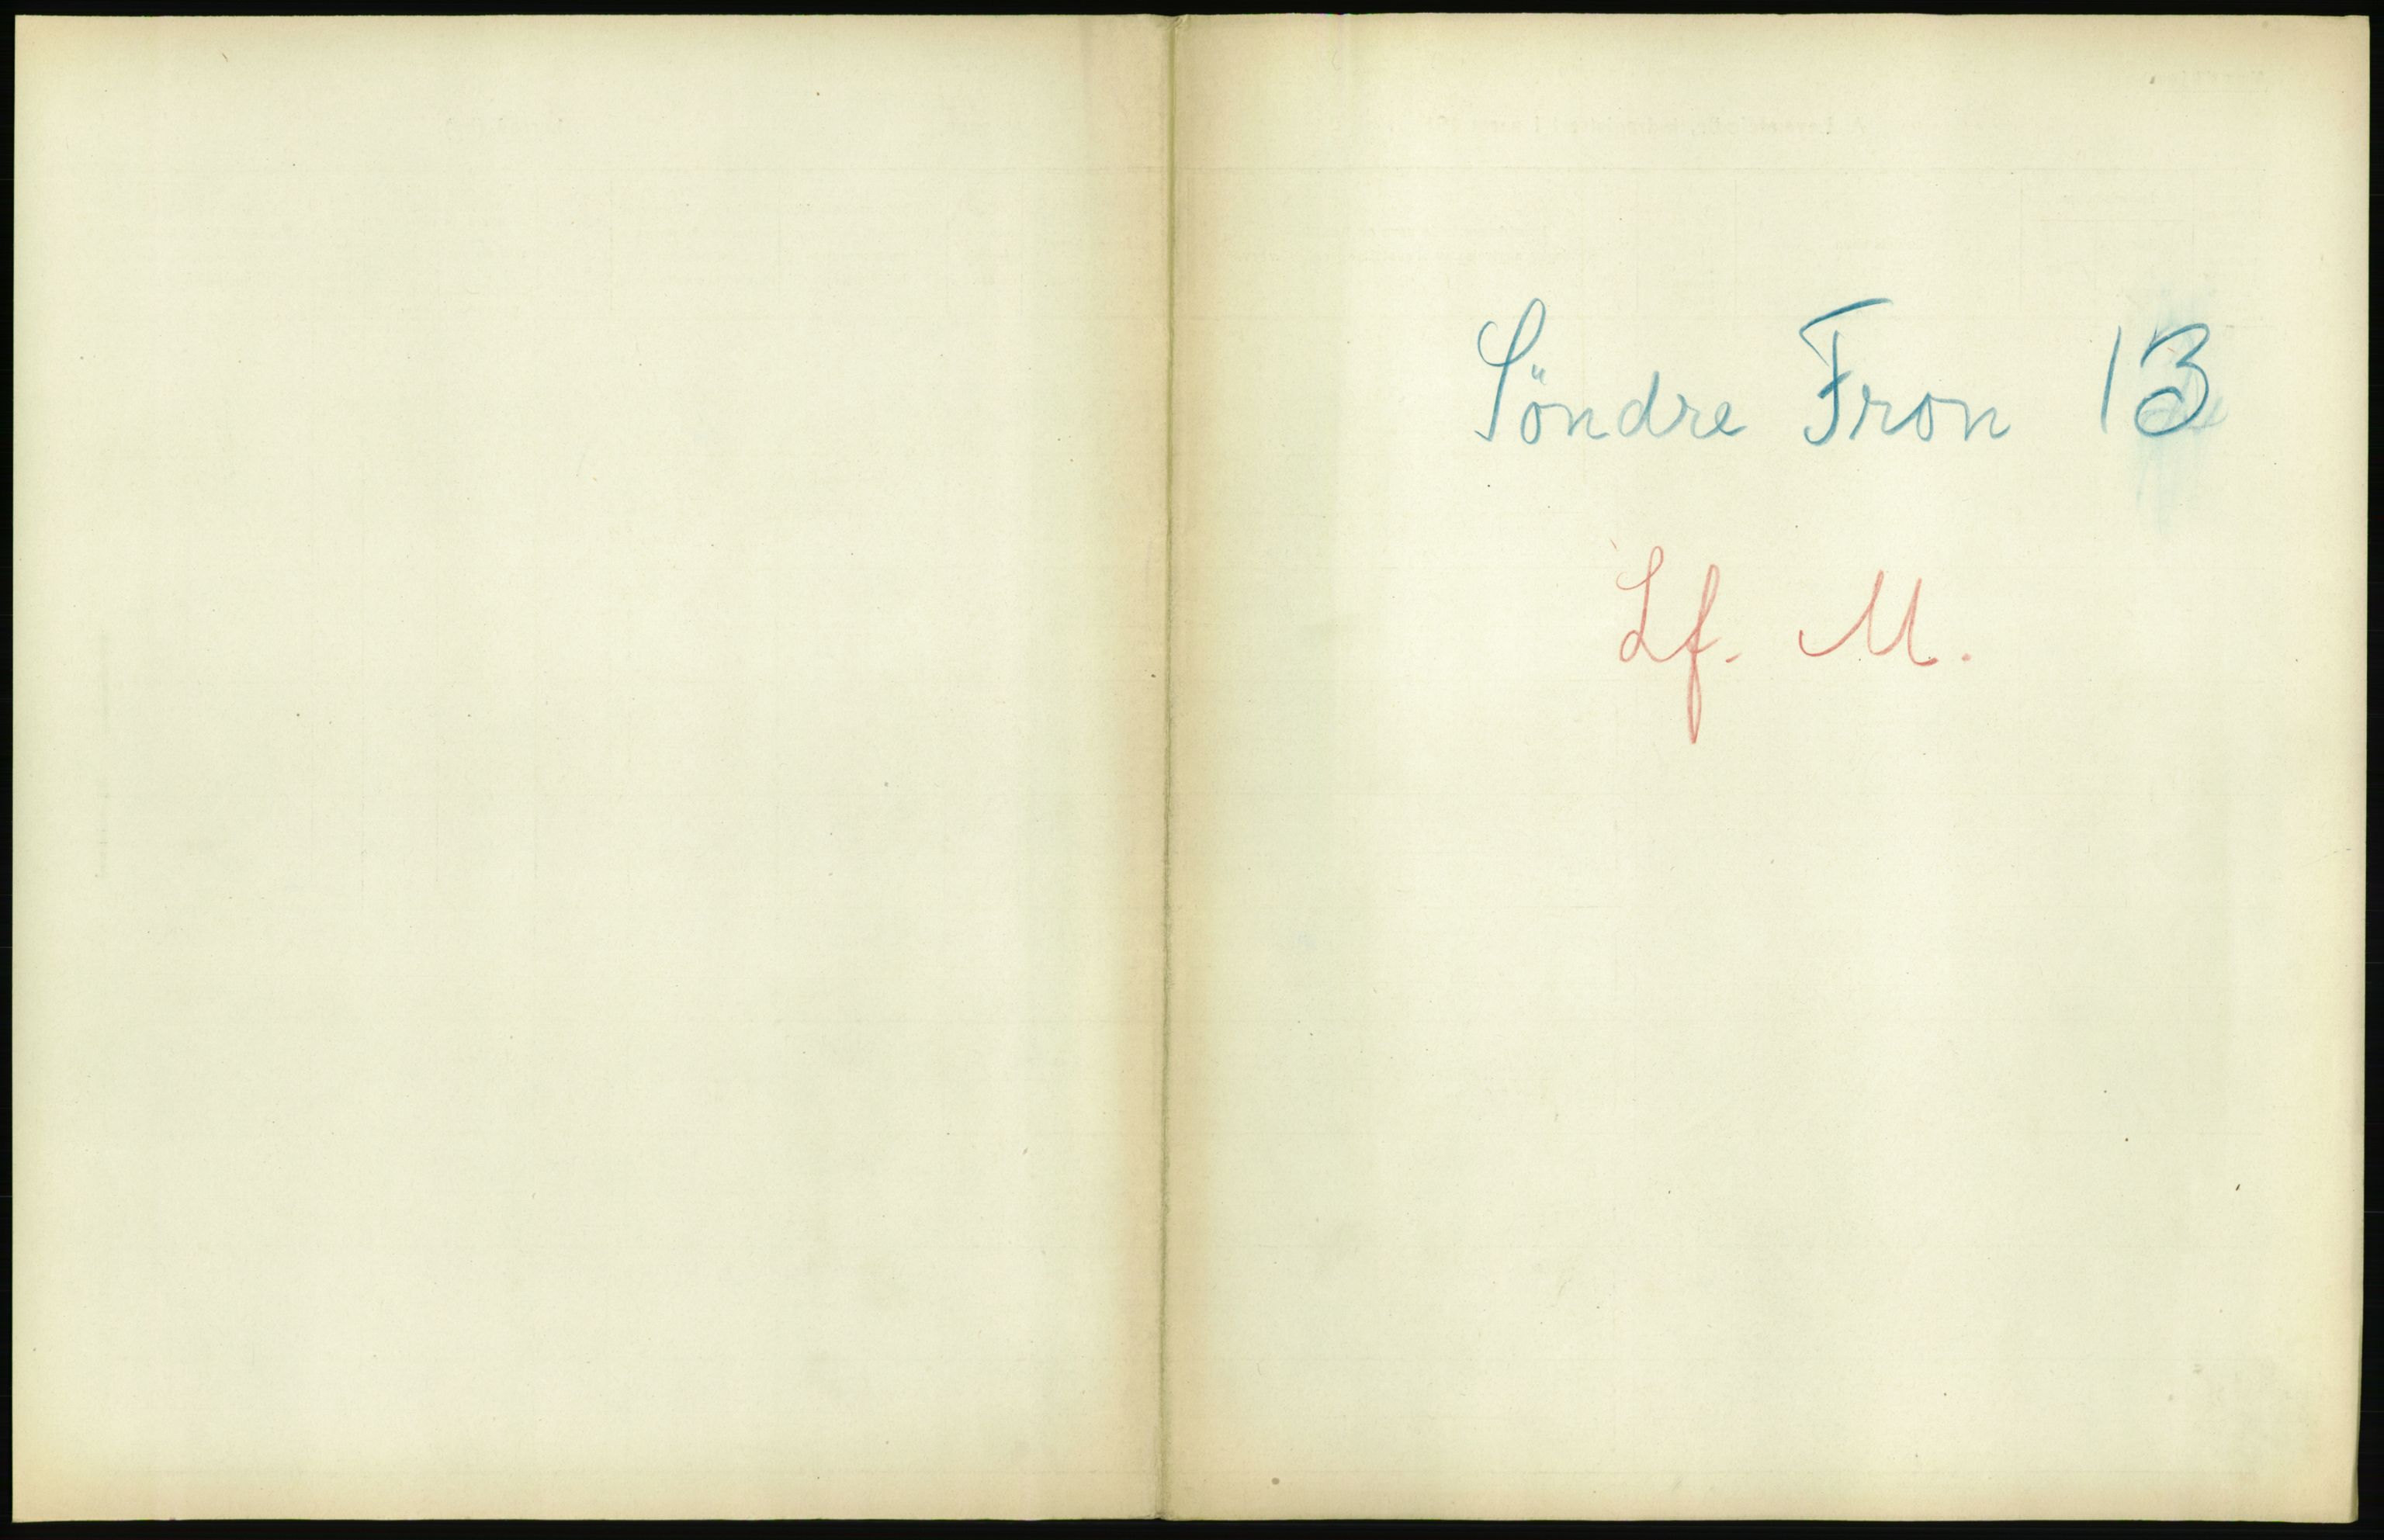 Söndre Fron 13
Lf. M.